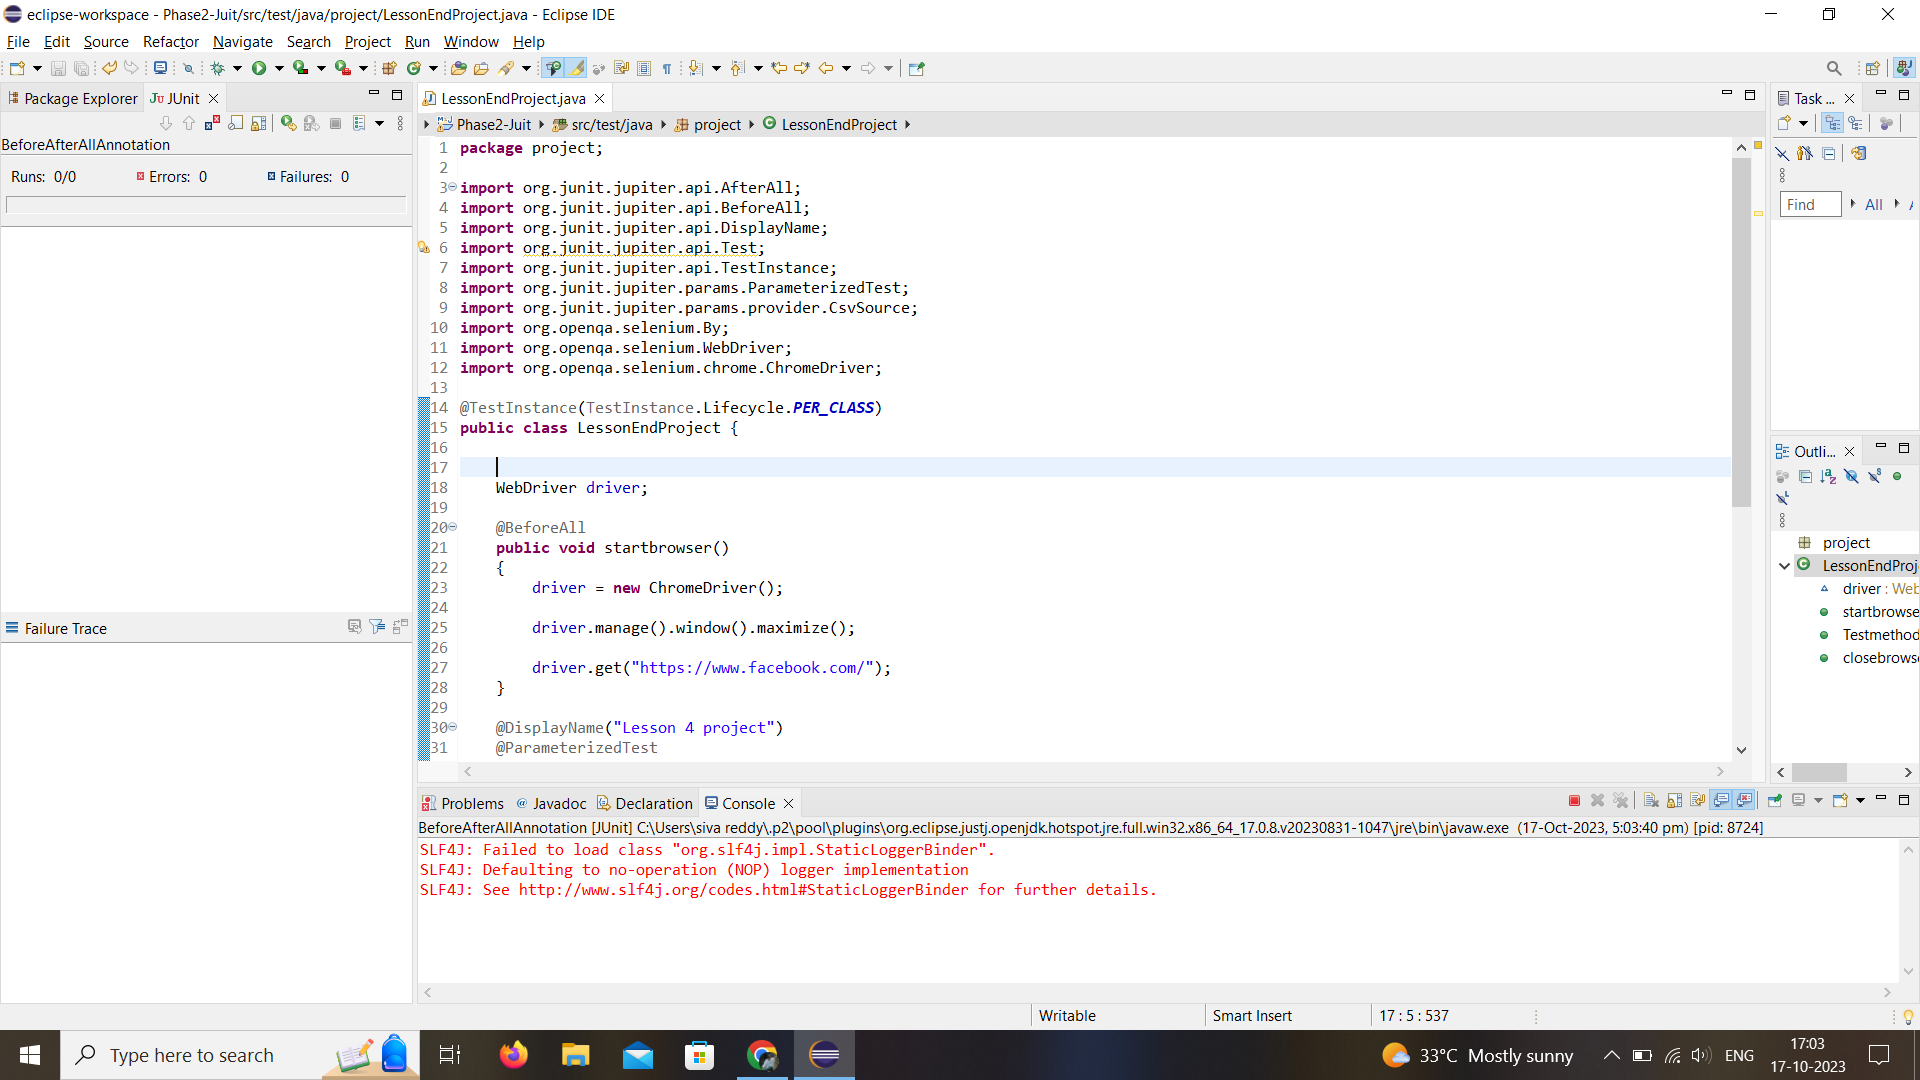 eclipse-workspace - Phase2-Juit/src/test/java/project/LessonEndProject.java - Eclipse IDE
File Edit Source Refactor Navigate Search Project Run Window Help
Package Explorer JUnit
BeforeAfterAllAnnotation
Runs: 0/0 Errors: 0 Failures: 0
Failure Trace
LessonEndProject.java
Phase2-Juit src/test/java project LessonEndProject
1 package project;
2
3 import org.junit.jupiter.api.AfterAll;
4 import org.junit.jupiter.api.BeforeAll;
5 import org.junit.jupiter.api.DisplayName;
6 import org.junit.jupiter.api.Test;
7 import org.junit.jupiter.api.TestInstance;
8 import org.junit.jupiter.params.ParameterizedTest;
9 import org.junit.jupiter.params.provider.CsvSource;
10 import org.openqa.selenium.By;
11 import org.openqa.selenium.WebDriver;
12 import org.openqa.selenium.chrome.ChromeDriver;
13
14 @TestInstance(TestInstance.Lifecycle.PER_CLASS)
15 public class LessonEndProject {
16
17
18 WebDriver driver;
19
20 @BeforeAll
21 public void startbrowser()
22 {
23 driver = new ChromeDriver();
24
25 driver.manage().window().maximize();
26
27 driver.get("https://www.facebook.com/");
28 }
29
30 @DisplayName("Lesson 4 project")
31 @ParameterizedTest
Task ...
Find All
Outli...
project
LessonEndProj
driver : Web
startbrowse
Testmethod
closebrowse
Problems @ Javadoc Declaration Console
BeforeAfterAllAnnotation [JUnit] C:\Users\siva reddy\.p2\pool\plugins\org.eclipse.justj.openjdk.hotspot.jre.full.win32.x86_64_17.0.8.v20230831-1047\jre\bin\javaw.exe (17-Oct-2023, 5:03:40 pm) [pid: 8724]
SLF4J: Failed to load class "org.slf4j.impl.StaticLoggerBinder".
SLF4J: Defaulting to no-operation (NOP) logger implementation
SLF4J: See http://www.slf4j.org/codes.html#StaticLoggerBinder for further details.
Writable Smart Insert 17 : 5 : 537
Type here to search
33°C Mostly sunny
ENG
17:03
17-10-2023